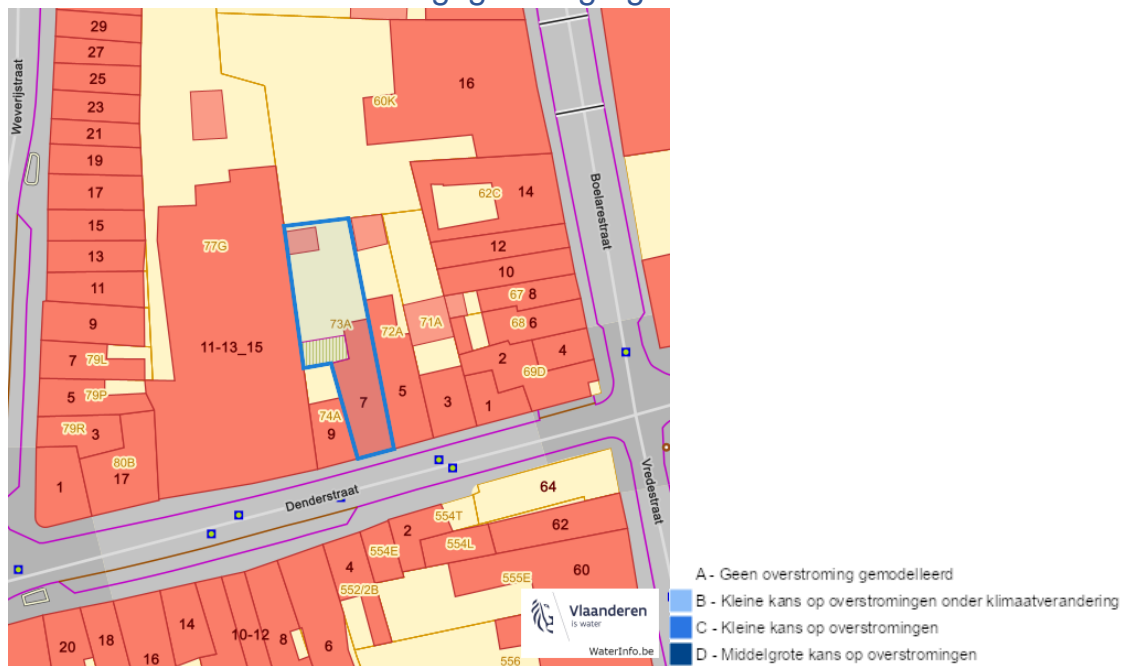 29
27
25
23
21
19
17
15
13
11
9
7 79L
5 79P
79R
3
1
80B
17
Weverijstraat
77G
11-13_15
60K
16
62C
14
12
10
67 8
68 6
2
4
69D
1
3
71A
72A
5
73A
7
74A
9
Boelarestraat
Denderstraat
Vredestraat
64
554T
62
2
554L
554E
4
552/2B
555E
60
556
20
18
16
14
10-12
8
6
Vlaanderen
is water
WaterInfo.be
A - Geen overstroming gemodelleerd
B - Kleine kans op overstromingen onder klimaatverandering
C - Kleine kans op overstromingen
D - Middelgrote kans op overstromingen